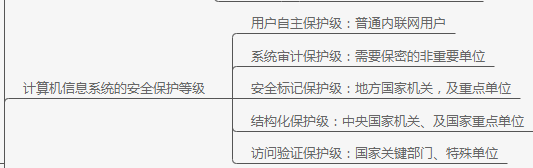 用户自主保护级：普通内联网用户
系统审计保护级：需要保密的非重要单位
计算机信息系统的安全保护等级
安全标记保护级：地方国家机关，及重点单位
结构化保护级：中央国家机关、及国家重点单位
访问验证保护级：国家关键部门、特殊单位